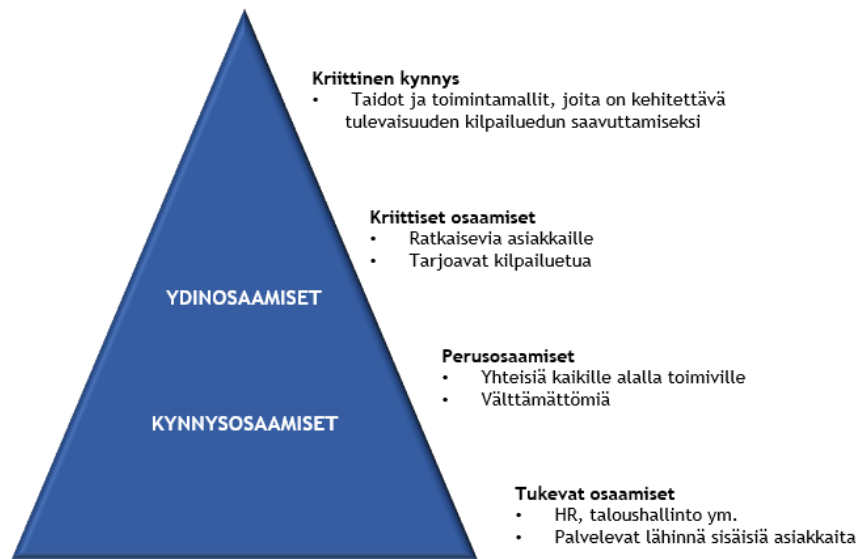 Kriittinen kynnys
• Taidot ja toimintamallit, joita on kehitettävä
tulevaisuuden kilpailuedun saavuttamiseksi
Kriittiset osaamiset
• Ratkaisevia asiakkaille
• Tarjoavat kilpailuetua
YDINOSAAMISET
Perusosaamiset
• Yhteisiä kaikille alalla toimiville
• Välttämättömiä
KYNNYSOSAAMISET
Tukevat osaamiset
• HR, taloushallinto ym.
• Palvelevat lähinnä sisäisiä asiakkaita